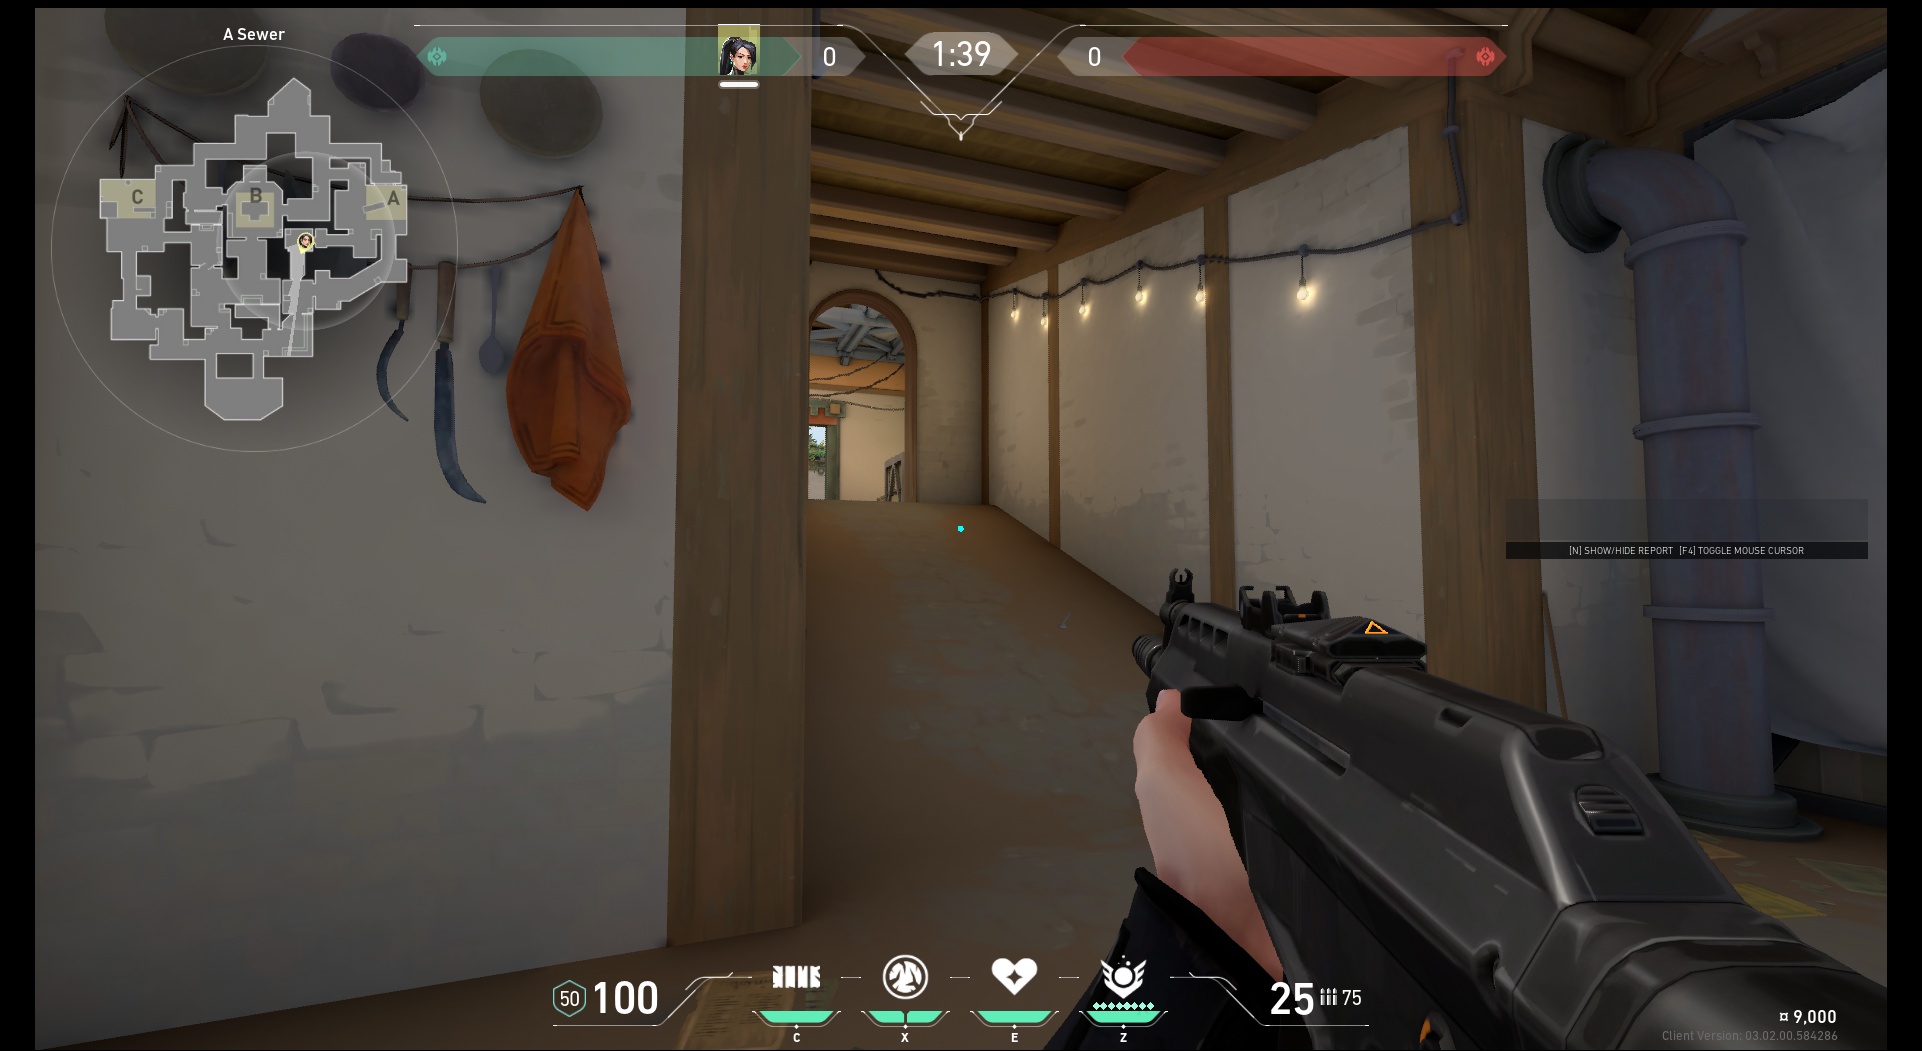 A Sewer
0
1:39
0
C
B
A
[N] SHOW/HIDE REPORT [F4] TOGGLE MOUSE CURSOR
50 100
25 75
C X E Z
¤ 9,000
Client Version: 03.02.00.584286